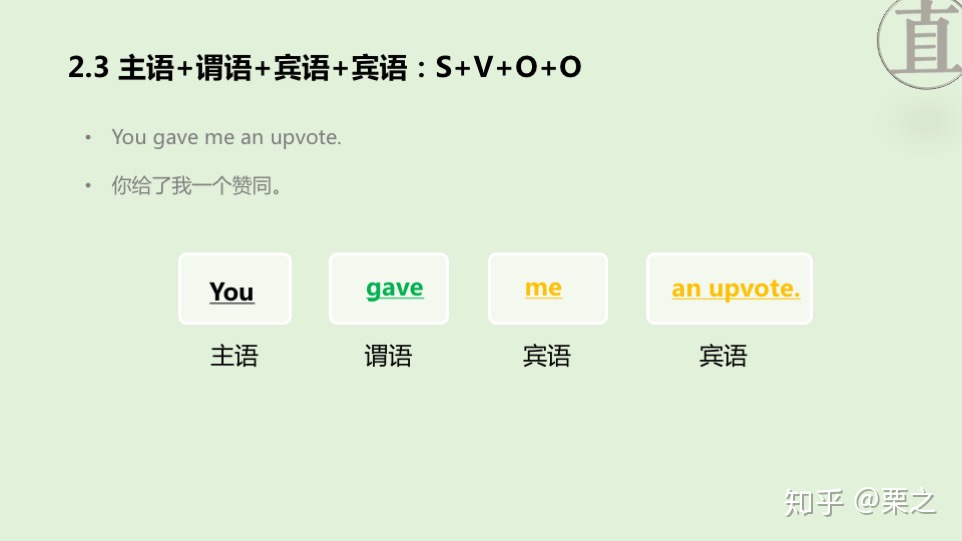 直
2.3 主语+谓语+宾语+宾语：S+V+O+O
• You gave me an upvote.
• 你给了我一个赞同。
You gave me an upvote.
主语 谓语 宾语 宾语
知乎 @栗之